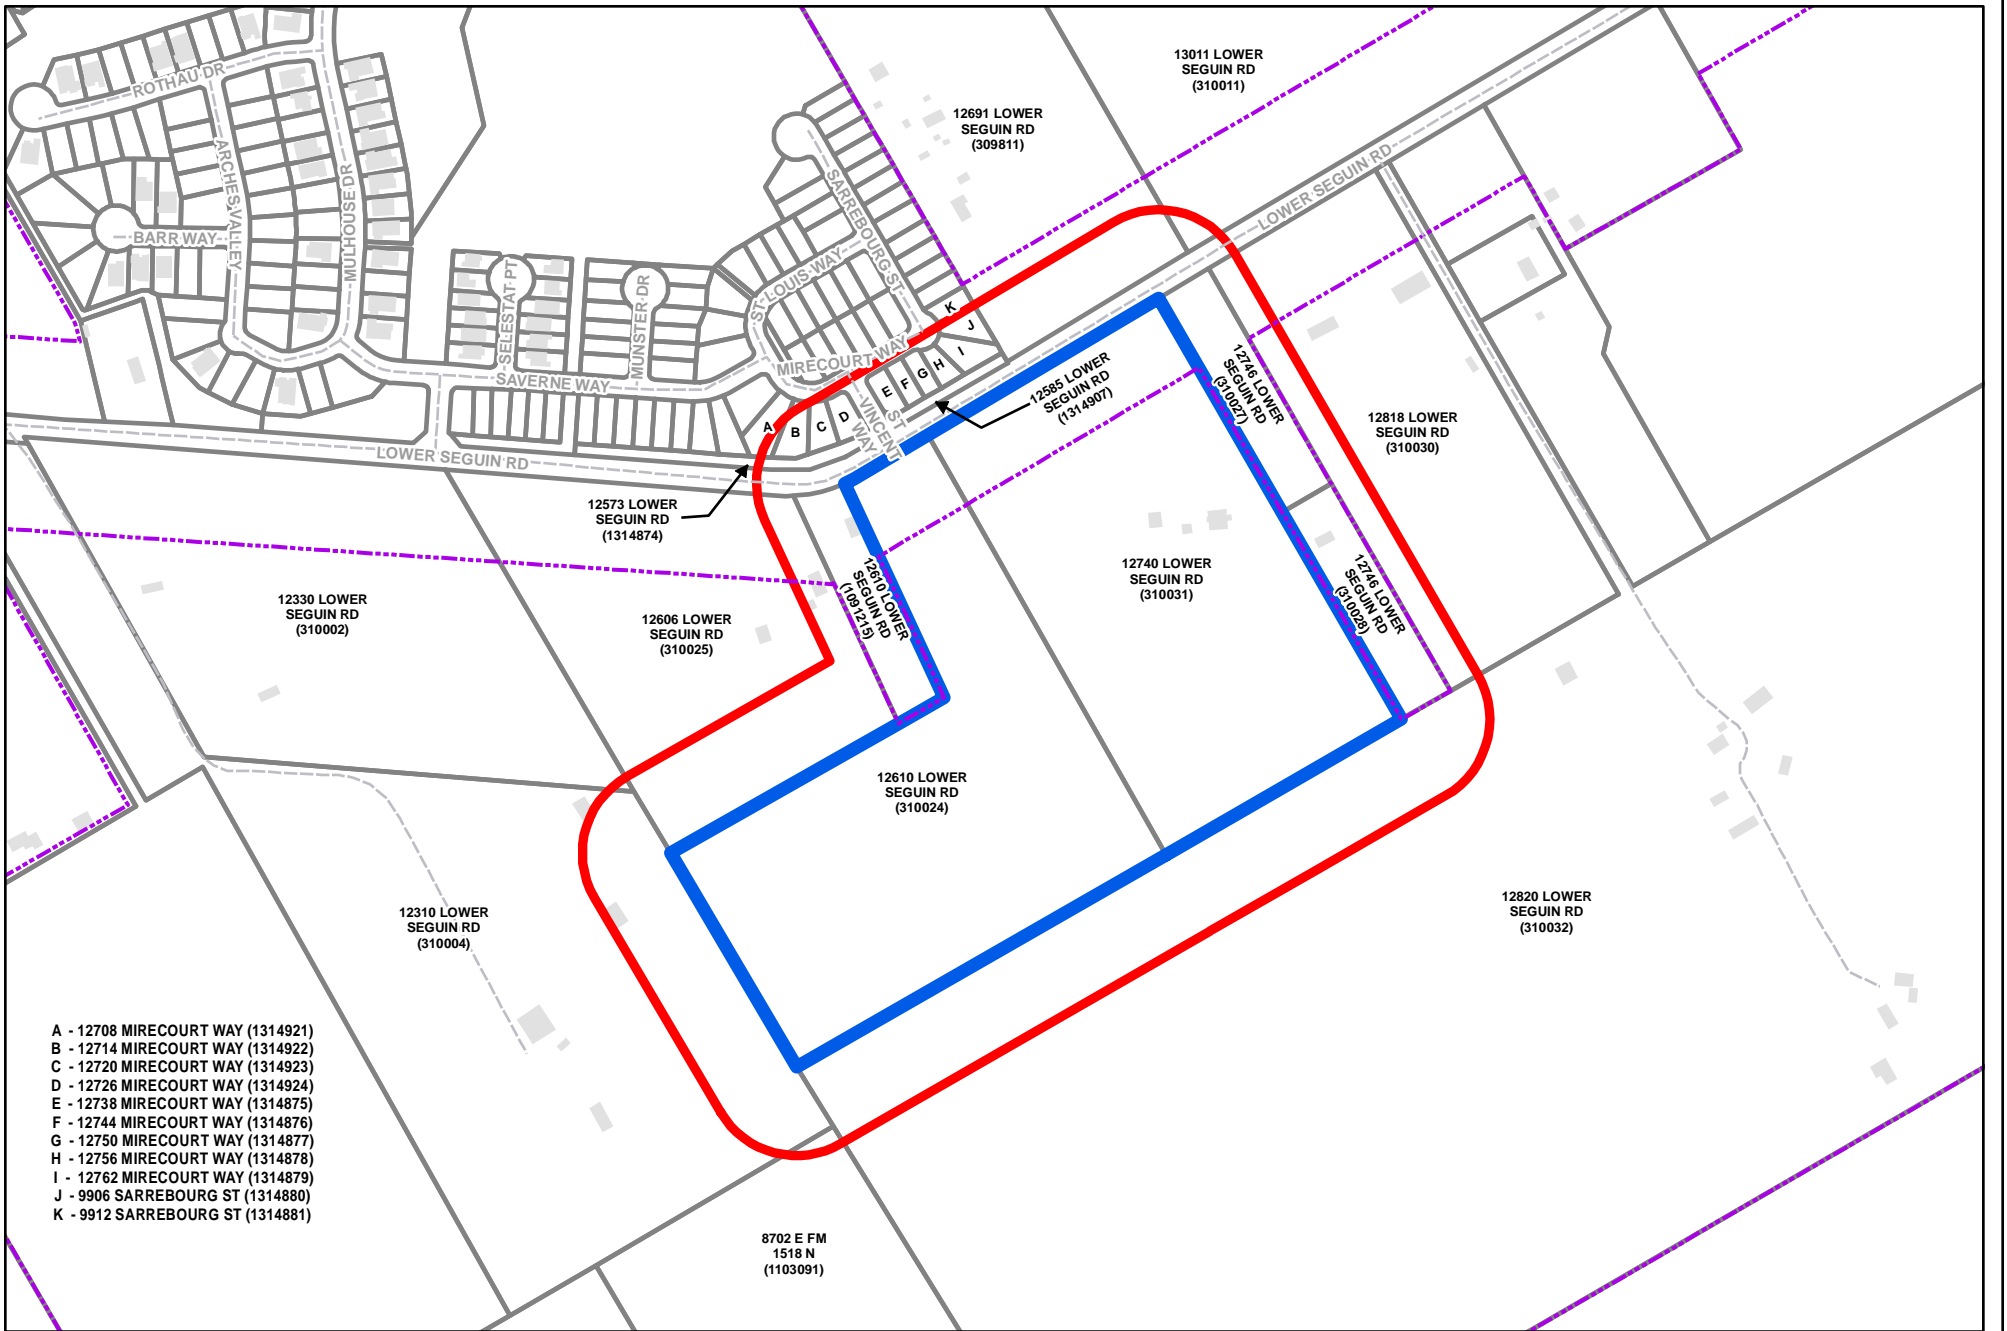 ROTHAU DR
ARCHES VALLEY
MULHOUSE DR
BARR WAY
SELESTAT PT
MUNSTER DR
SAVERNE WAY
ST LOUIS WAY
SARREBOURG ST
MIRECOURT WAY
ST
VINCENT
WAY
LOWER SEGUIN RD
LOWER SEGUIN RD
13011 LOWER
SEGUIN RD
(310011)
12691 LOWER
SEGUIN RD
(309811)
K
J
I
H
G
F
E
D
C
B
A
12585 LOWER
SEGUIN RD
(1314907)
12746 LOWER
SEGUIN RD
(310027)
12818 LOWER
SEGUIN RD
(310030)
12573 LOWER
SEGUIN RD
(1314874)
12330 LOWER
SEGUIN RD
(310002)
12606 LOWER
SEGUIN RD
(310025)
12610 LOWER
SEGUIN RD
(1091215)
12740 LOWER
SEGUIN RD
(310031)
12746 LOWER
SEGUIN RD
(310028)
12610 LOWER
SEGUIN RD
(310024)
12310 LOWER
SEGUIN RD
(310004)
12820 LOWER
SEGUIN RD
(310032)
8702 E FM
1518 N
(1103091)
A - 12708 MIRECOURT WAY (1314921)
B - 12714 MIRECOURT WAY (1314922)
C - 12720 MIRECOURT WAY (1314923)
D - 12726 MIRECOURT WAY (1314924)
E - 12738 MIRECOURT WAY (1314875)
F - 12744 MIRECOURT WAY (1314876)
G - 12750 MIRECOURT WAY (1314877)
H - 12756 MIRECOURT WAY (1314878)
I - 12762 MIRECOURT WAY (1314879)
J - 9906 SARREBOURG ST (1314880)
K - 9912 SARREBOURG ST (1314881)